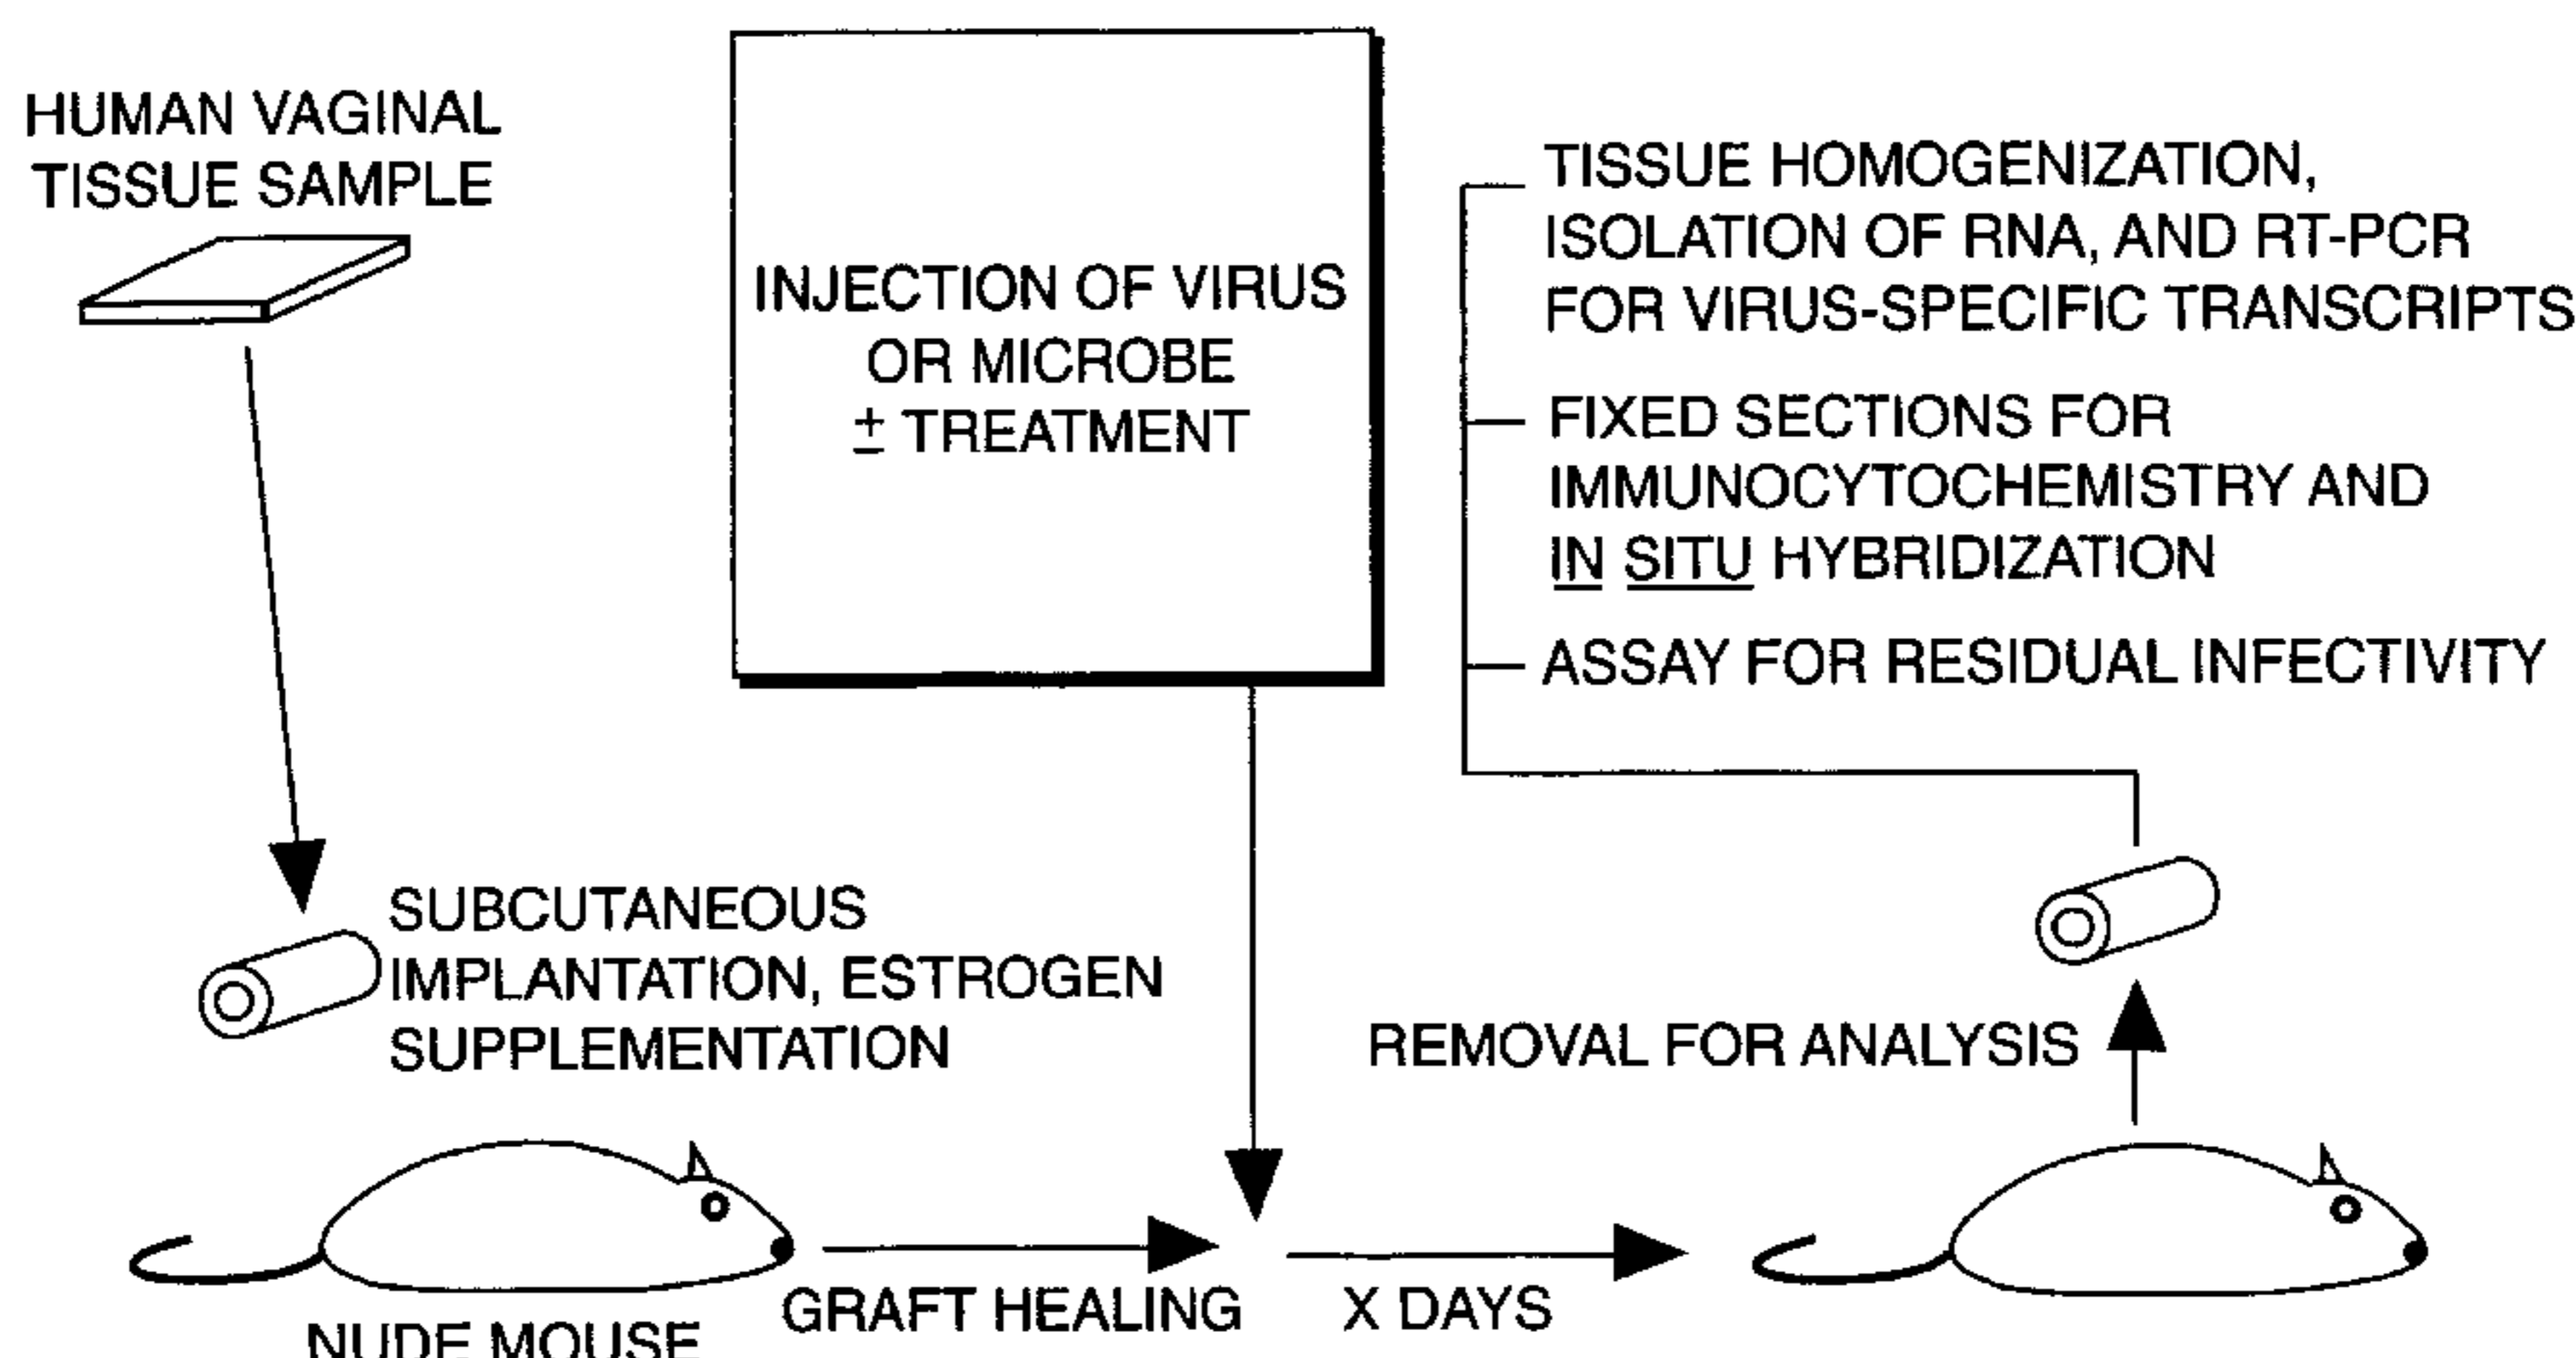 HUMAN VAGINAL
TISSUE SAMPLE
INJECTION OF VIRUS
OR MICROBE
± TREATMENT
TISSUE HOMOGENIZATION,
ISOLATION OF RNA, AND RT-PCR
FOR VIRUS-SPECIFIC TRANSCRIPTS
FIXED SECTIONS FOR
IMMUNOCYTOCHEMISTRY AND
IN SITU HYBRIDIZATION
ASSAY FOR RESIDUAL INFECTIVITY
SUBCUTANEOUS
IMPLANTATION, ESTROGEN
SUPPLEMENTATION
REMOVAL FOR ANALYSIS
NUDE MOUSE
GRAFT HEALING
X DAYS